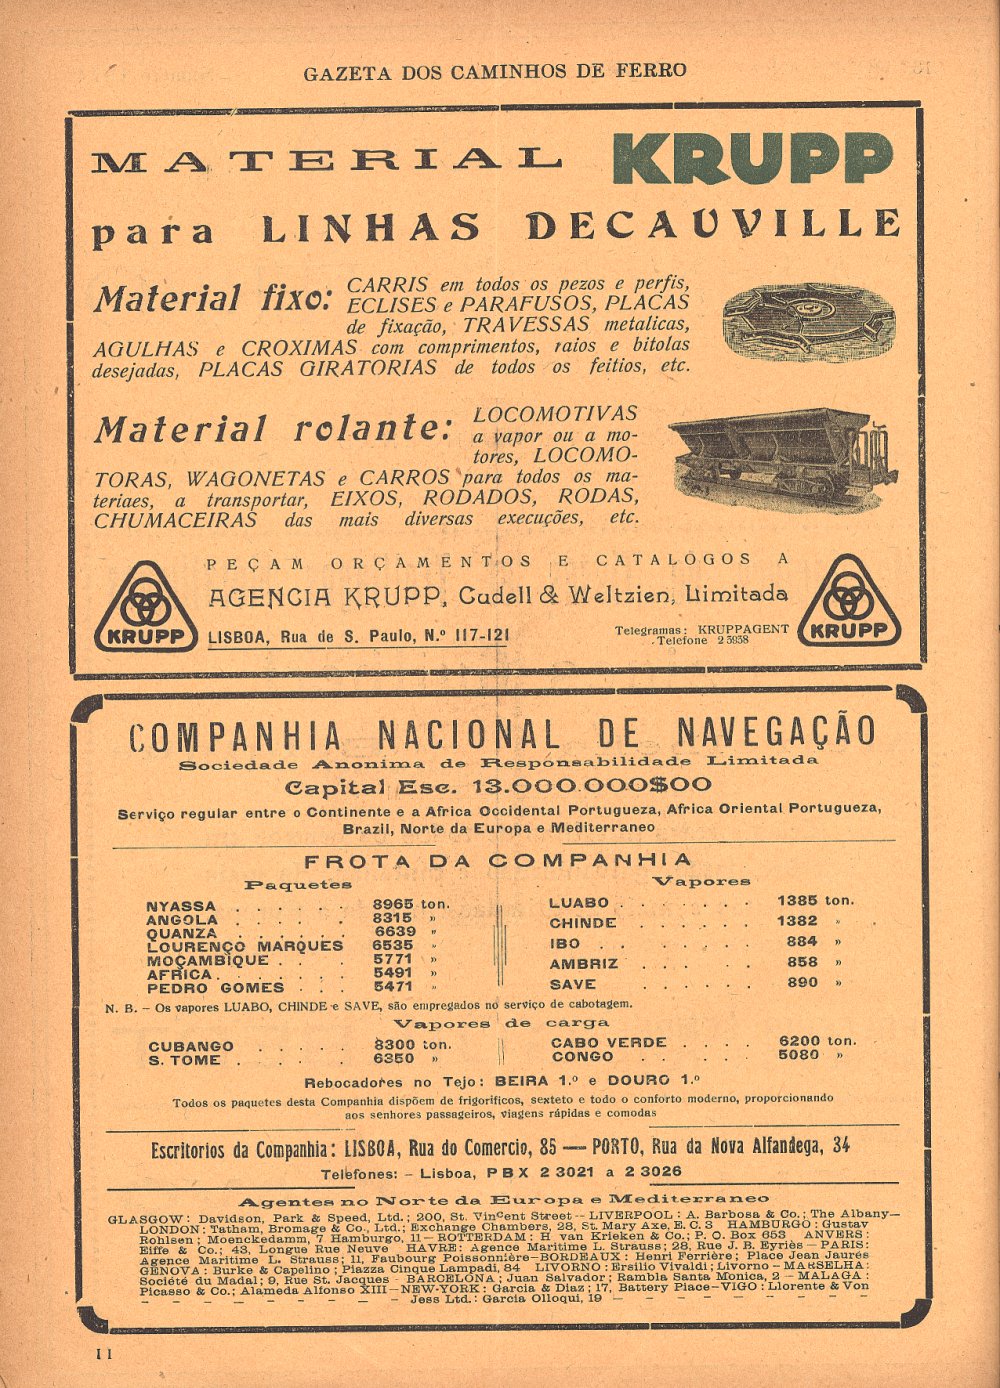 GAZETA DOS CAMINHOS DE FERRO
MATERIAL KRUPP
para LINHAS DECAUVILLE
Material fixo: CARRIS em todos os pezos e perfis,
ECLISES e PARAFUSOS, PLACAS
de fixação, TRAVESSAS metalicas,
AGULHAS e CROXIMAS com comprimentos, raios e bitolas
desejadas, PLACAS GIRATORIAS de todos os feitios, etc.
Material rolante: LOCOMOTIVAS
a vapor ou a mo-
tores, LOCOMO-
TORAS, WAGONETAS e CARROS para todos os ma-
teriaes, a transportar, EIXOS, RODADOS, RODAS,
CHUMACEIRAS das mais diversas execuções, etc.
PEÇAM ORÇAMENTOS E CATALOGOS A
AGENCIA KRUPP, Cudell & Weltzien, Limitada
LISBOA, Rua de S. Paulo, N.º 117-121
Telegramas: KRUPPAGENT
Telefone 2 5938
KRUPP
KRUPP
COMPANHIA NACIONAL DE NAVEGAÇÃO
Sociedade Anonima de Responsabilidade Limitada
Capital Esc. 13.000.000$00
Serviço regular entre o Continente e a Africa Occidental Portugueza, Africa Oriental Portugueza,
Brazil, Norte da Europa e Mediterraneo
FROTA DA COMPANHIA
Paquetes
NYASSA . . . . . . 8965 ton.
ANGOLA . . . . . . 8315 »
QUANZA . . . . . . 6639 »
LOURENÇO MARQUES 6535 »
MOÇAMBIQUE . . . . 5771 »
AFRICA . . . . . . 5491 »
PEDRO GOMES . . . 5471 »
Vapores
LUABO . . . . . . 1385 ton.
CHINDE . . . . . . 1382 »
IBO . . . . . . 884 »
AMBRIZ . . . . . 858 »
SAVE . . . . . . 890 »
N. B. – Os vapores LUABO, CHINDE e SAVE, são empregados no serviço de cabotagem.
Vapores de carga
CUBANGO . . . . . 8300 ton.
S. TOME . . . . . 6350 »
CABO VERDE . . . . 6200 ton.
CONGO . . . . . . 5080 »
Rebocadores no Tejo: BEIRA 1.º e DOURO 1.º
Todos os paquetes desta Companhia dispõem de frigorificos, sexteto e todo o conforto moderno, proporcionando
aos senhores passageiros, viagens rápidas e comodas
Escritorios da Companhia: LISBOA, Rua do Comercio, 85 — PORTO, Rua da Nova Alfandega, 34
Telefones: – Lisboa, PBX 2 3021 a 2 3026
Agentes no Norte da Europa e Mediterraneo
GLASGOW: Davidson, Park & Speed, Ltd.; 200, St. Vincent Street – LIVERPOOL: A. Barbosa & Co.; The Albany—
LONDON: Tatham, Bromage & Co., Ltd.; Exchange Chambers, 28, St. Mary Axe, E. C. 3 HAMBURGO: Gustav
Rohlsen; Moenckedamm, 7 Hamburgo, 11 – ROTTERDAM: H van Krieken & Co.; P. O. Box 653 ANVERS:
Eiffe & Co.; 43, Longue Rue Neuve HAVRE: Agence Maritime L. Strauss; 28, Rue J. B. Eyriès – PARIS:
Agence Maritime L. Strauss; 11, Faubourg Poissonnière – BORDEAUX: Henri Ferrière; Place Jean Jaurés
GENOVA: Burke & Capelino; Piazza Cinque Lampadi, 84 LIVORNO: Ersilio Vivaldi; Livorno – MARSELHA:
Société du Madal; 9, Rue St. Jacques - BARCELONA; Juan Salvador; Rambla Santa Monica, 2 – MALAGA:
Picasso & Co.; Alameda Alfonso XIII – NEW-YORK: Garcia & Diaz; 17, Battery Place – VIGO: Llorente & Von
Jess Ltd.: Garcia Olloqui, 19
II